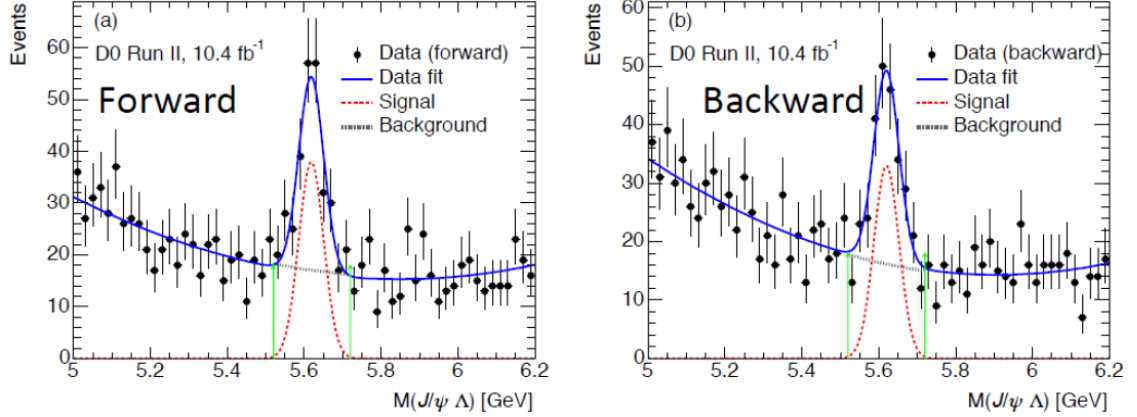 Events
60
50
40
30
20
10
0
(a)
D0 Run II, 10.4 fb⁻¹
Forward
Data (forward)
Data fit
Signal
Background
5 5.2 5.4 5.6 5.8 6 6.2
M(J/ψ Λ) [GeV]
Events
60
50
40
30
20
10
0
(b)
D0 Run II, 10.4 fb⁻¹
Backward
Data (backward)
Data fit
Signal
Background
5 5.2 5.4 5.6 5.8 6 6.2
M(J/ψ Λ) [GeV]